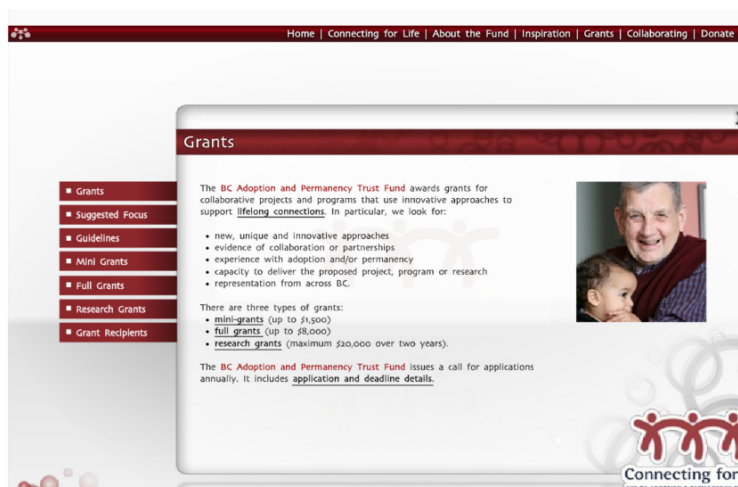 Home | Connecting for Life | About the Fund | Inspiration | Grants | Collaborating | Donate
Grants
Grants
Suggested Focus
Guidelines
Mini Grants
Full Grants
Research Grants
Grant Recipients
The BC Adoption and Permanency Trust Fund awards grants for
collaborative projects and programs that use innovative approaches to
support lifelong connections. In particular, we look for:
• new, unique and innovative approaches
• evidence of collaboration or partnerships
• experience with adoption and/or permanency
• capacity to deliver the proposed project, program or research
• representation from across BC.
There are three types of grants:
• mini-grants (up to $1,500)
• full grants (up to $8,000)
• research grants (maximum $20,000 over two years).
The BC Adoption and Permanency Trust Fund issues a call for applications
annually. It includes application and deadline details.
Connecting for